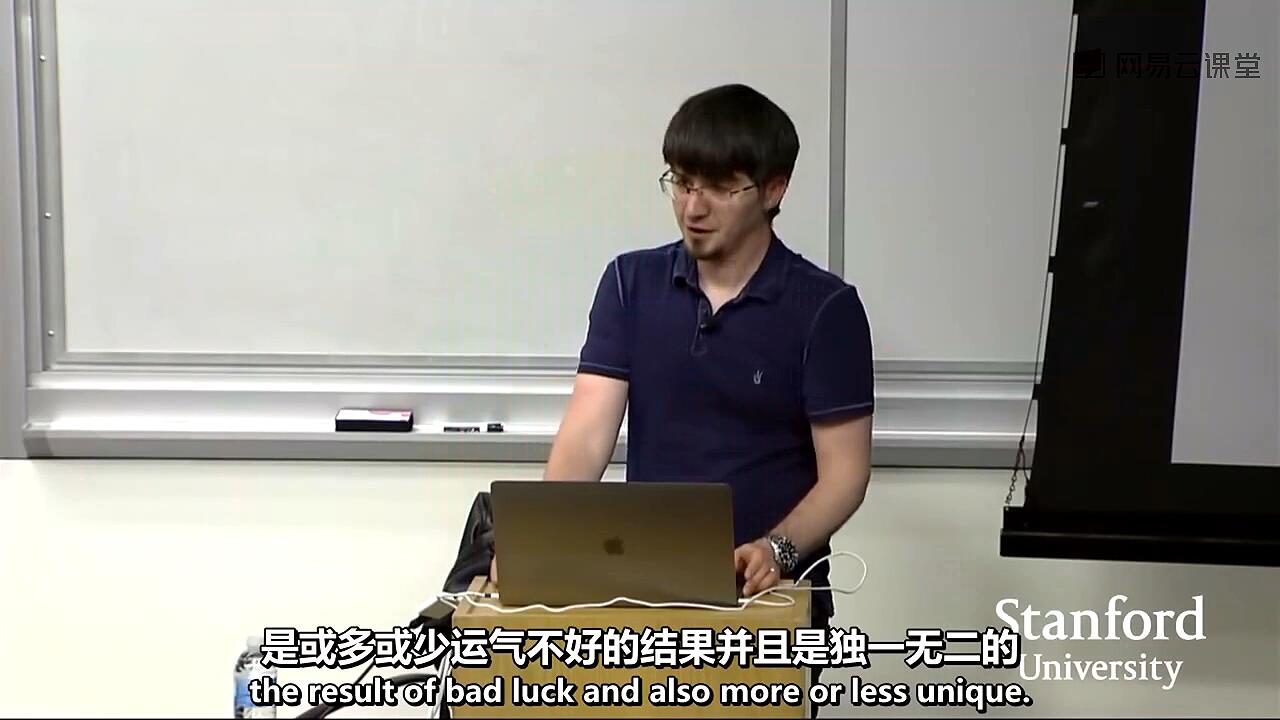 网易云课堂
Stanford
University
是或多或少运气不好的结果并且是独一无二的
the result of bad luck and also more or less unique.